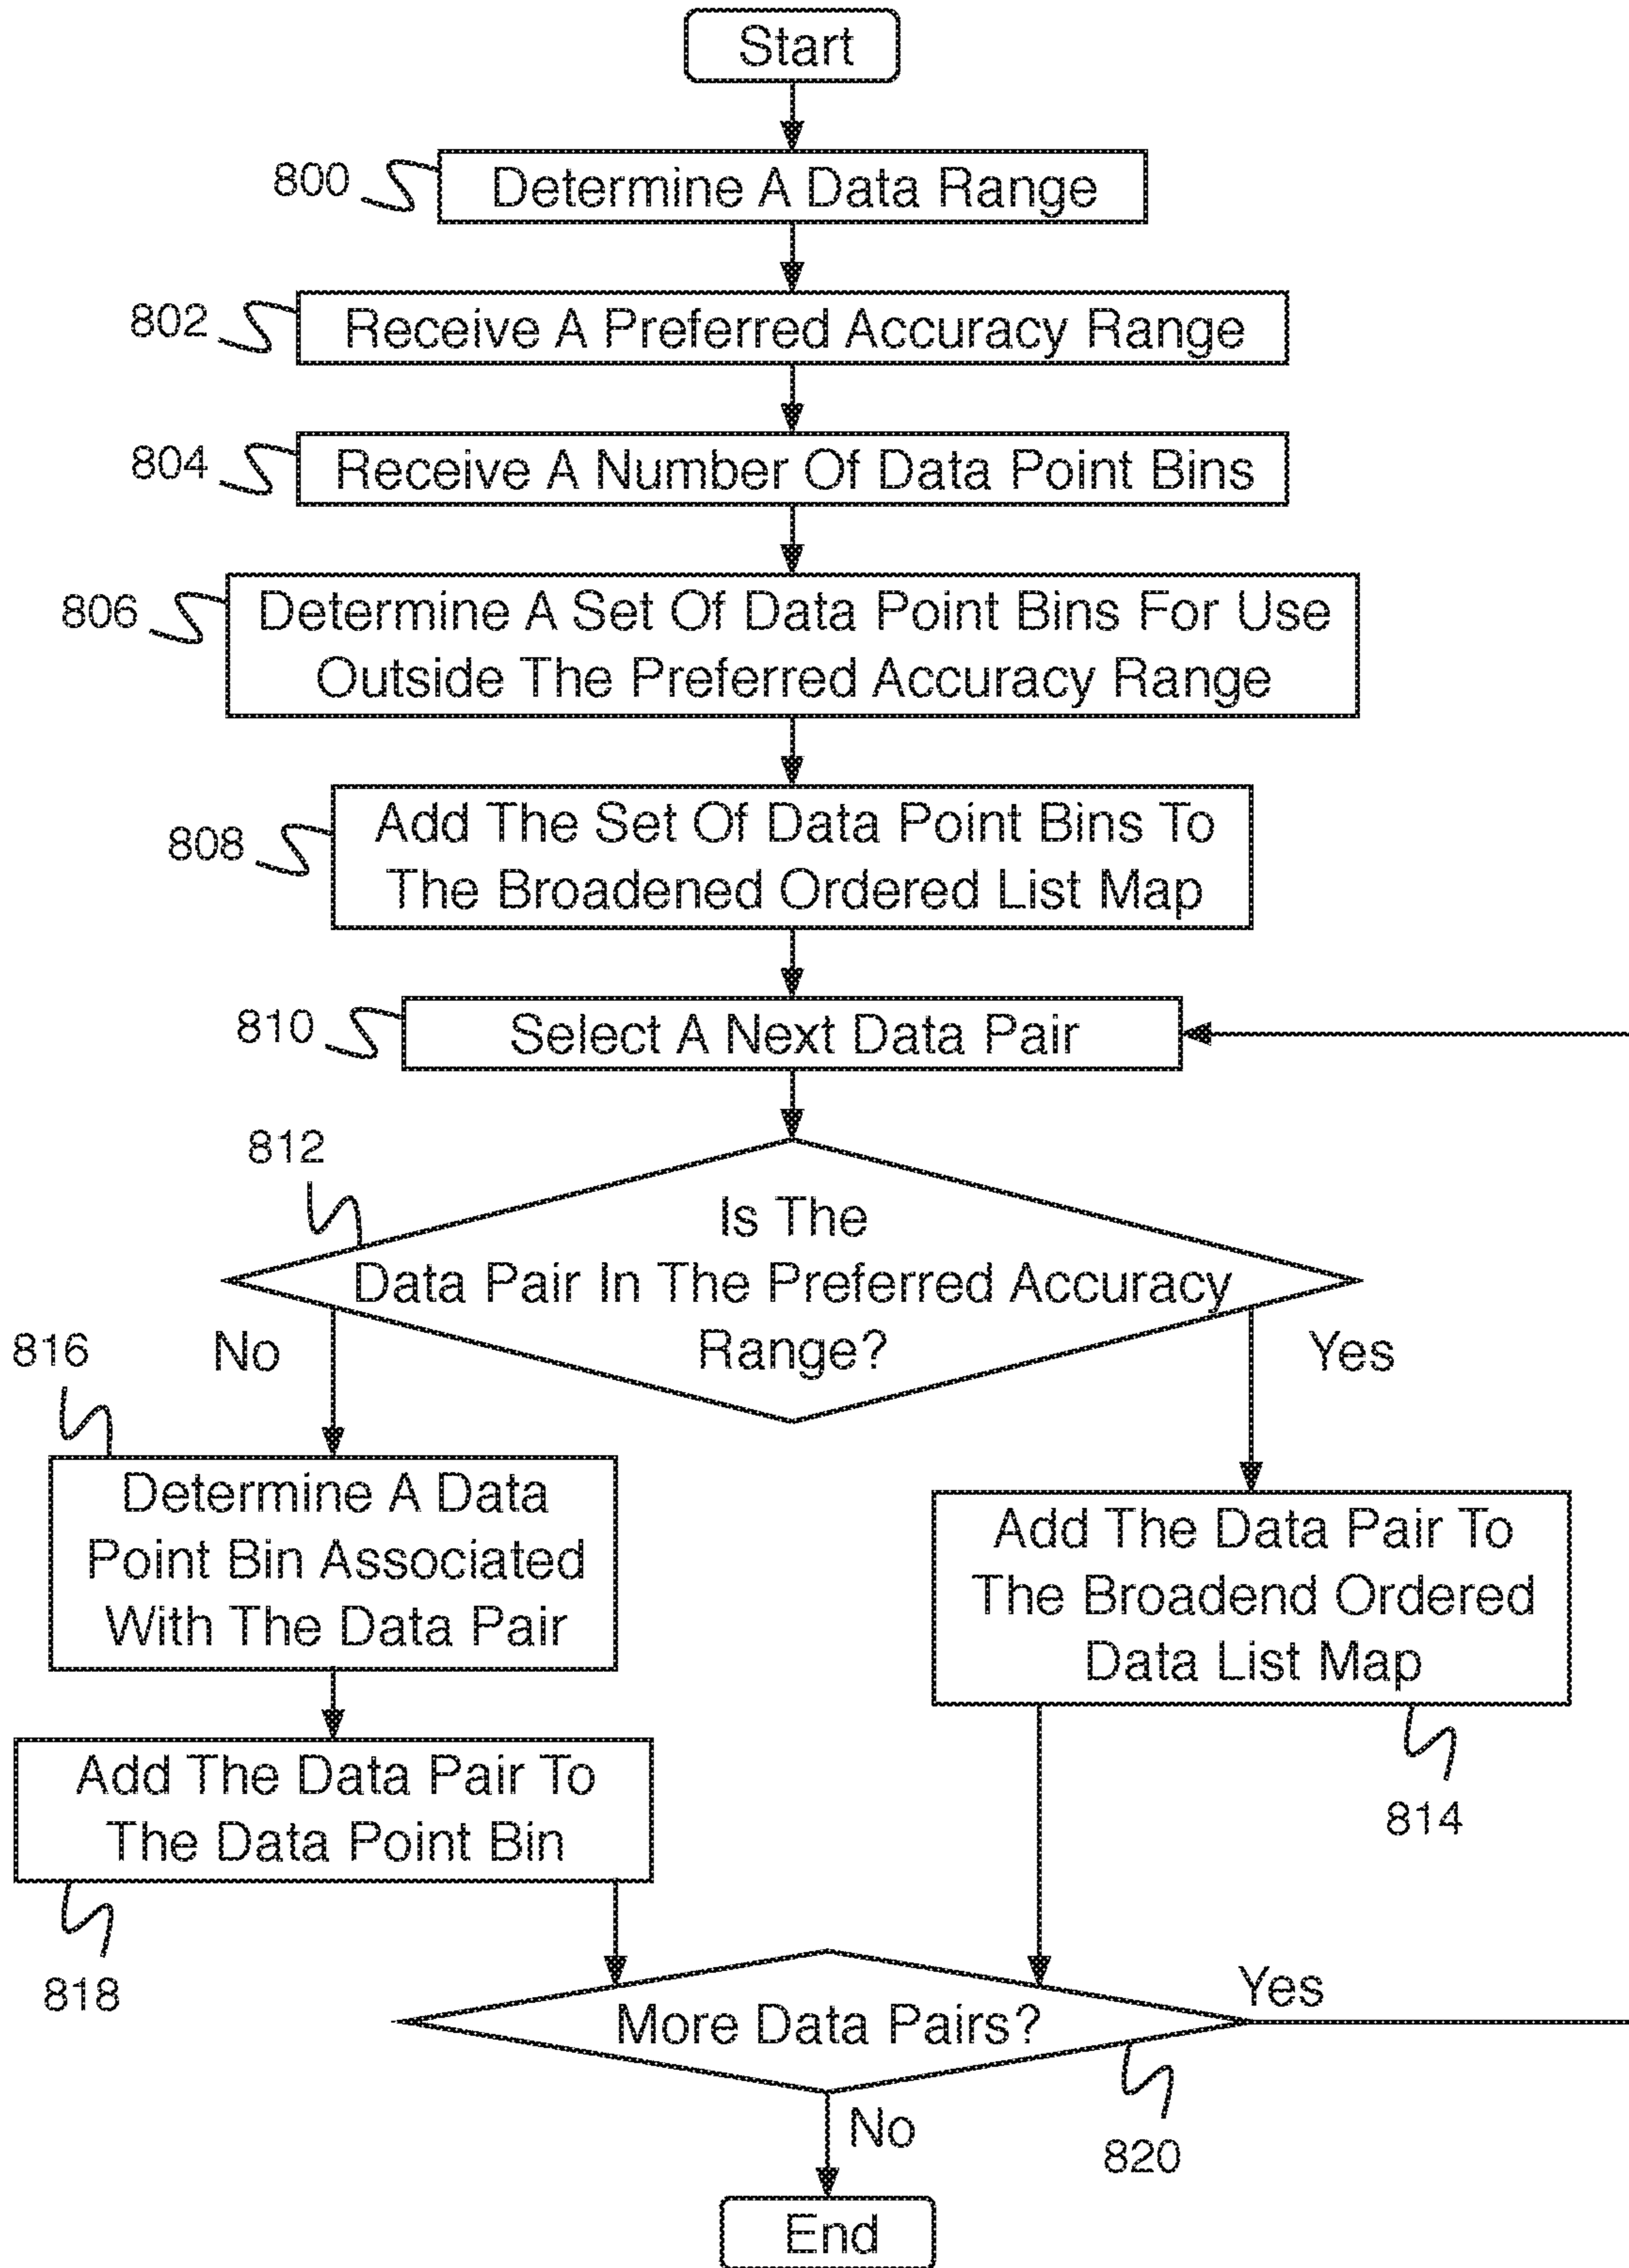 Start
800
Determine A Data Range
802
Receive A Preferred Accuracy Range
804
Receive A Number Of Data Point Bins
806
Determine A Set Of Data Point Bins For Use
Outside The Preferred Accuracy Range
808
Add The Set Of Data Point Bins To
The Broadened Ordered List Map
810
Select A Next Data Pair
812
Is The
Data Pair In The Preferred Accuracy
Range?
816
No
Yes
Determine A Data
Point Bin Associated
With The Data Pair
Add The Data Pair To
The Broadend Ordered
Data List Map
814
Add The Data Pair To
The Data Point Bin
818
More Data Pairs?
Yes
820
No
End